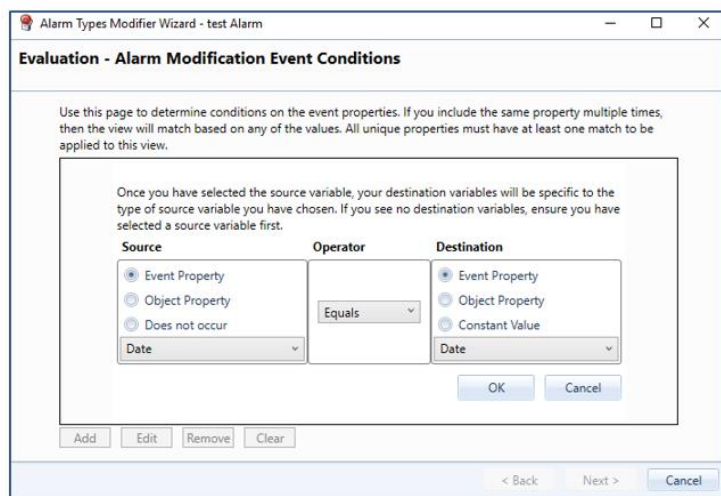 Alarm Types Modifier Wizard - test Alarm
Evaluation - Alarm Modification Event Conditions
Use this page to determine conditions on the event properties. If you include the same property multiple times,
then the view will match based on any of the values. All unique properties must have at least one match to be
applied to this view.
Once you have selected the source variable, your destination variables will be specific to the
type of source variable you have chosen. If you see no destination variables, ensure you have
selected a source variable first.
Source Operator Destination
Event Property Event Property
Object Property Equals Object Property
Does not occur Constant Value
Date Date
OK Cancel
Add Edit Remove Clear
< Back Next > Cancel